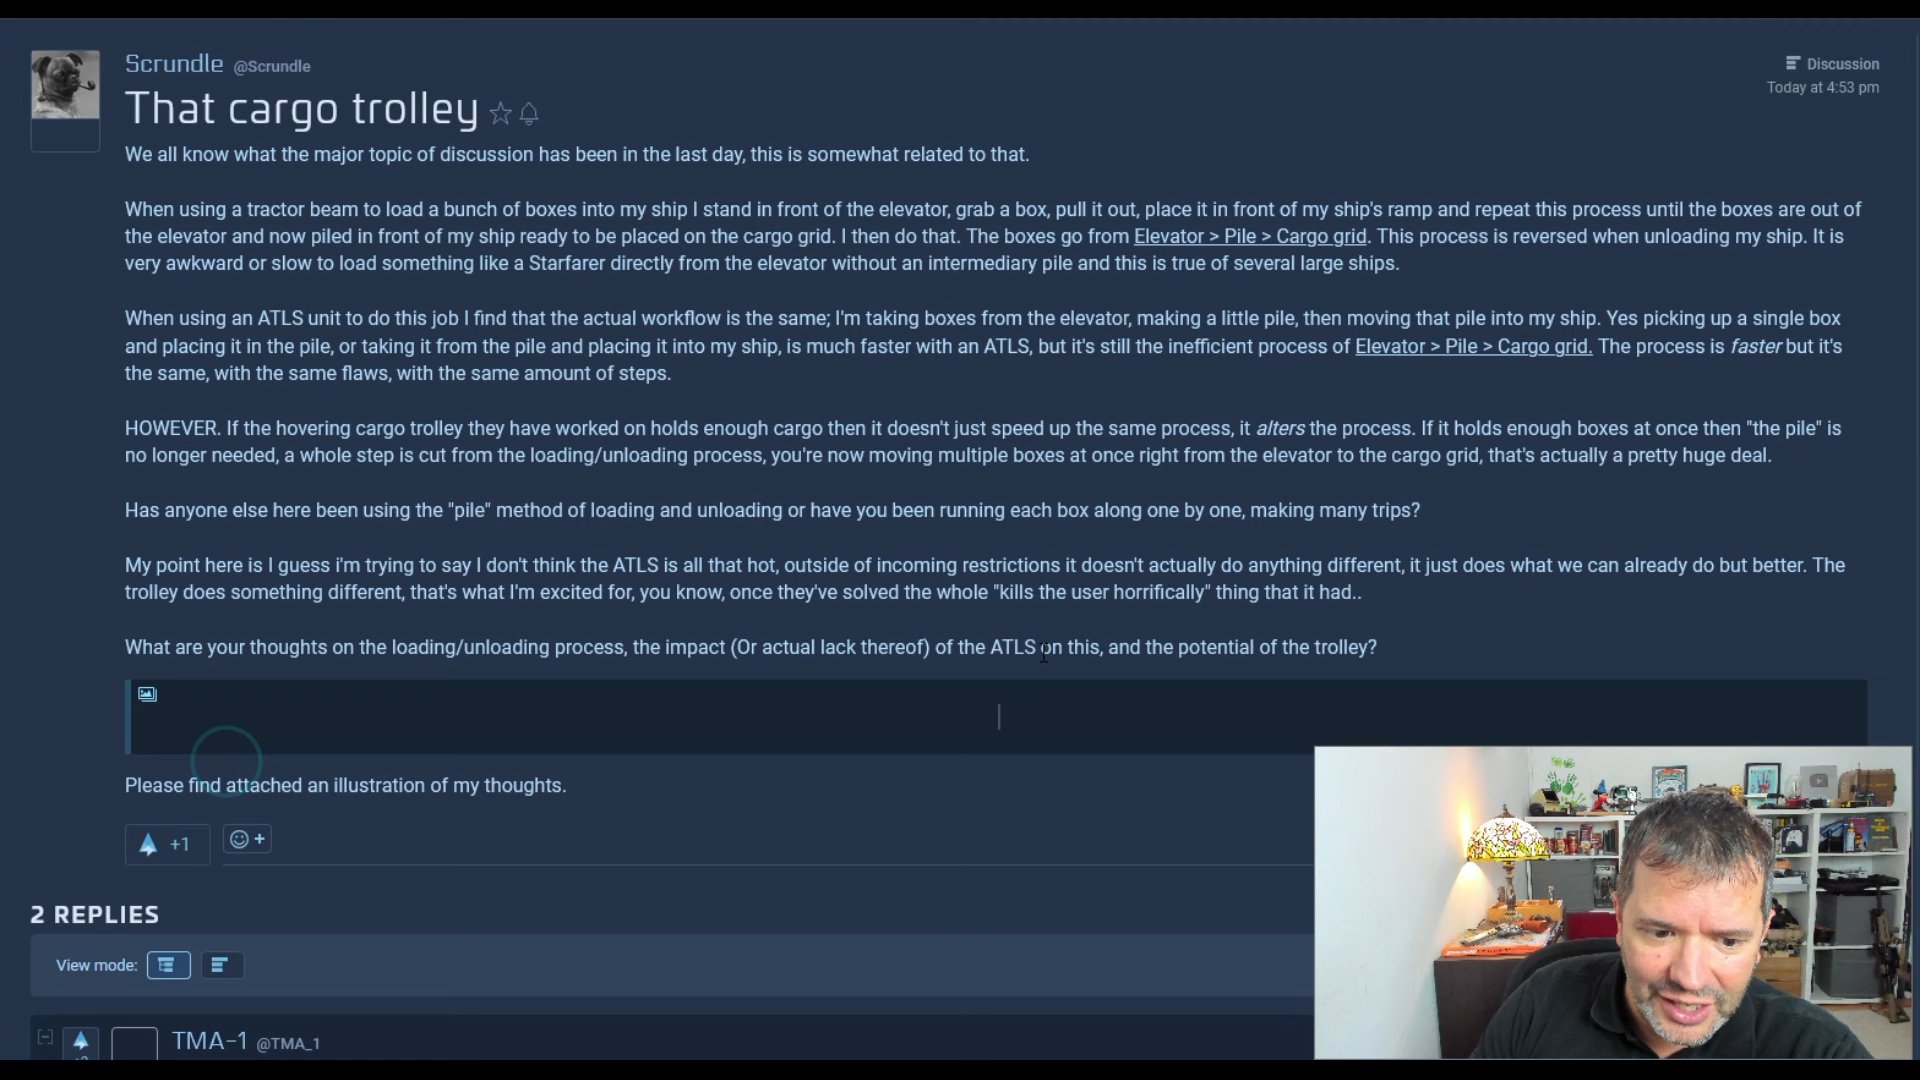 Scrundle @Scrundle
Discussion
Today at 4:53 pm
That cargo trolley
We all know what the major topic of discussion has been in the last day, this is somewhat related to that.
When using a tractor beam to load a bunch of boxes into my ship I stand in front of the elevator, grab a box, pull it out, place it in front of my ship's ramp and repeat this process until the boxes are out of
the elevator and now piled in front of my ship ready to be placed on the cargo grid. I then do that. The boxes go from Elevator > Pile > Cargo grid. This process is reversed when unloading my ship. It is
very awkward or slow to load something like a Starfarer directly from the elevator without an intermediary pile and this is true of several large ships.
When using an ATLS unit to do this job I find that the actual workflow is the same; I'm taking boxes from the elevator, making a little pile, then moving that pile into my ship. Yes picking up a single box
and placing it in the pile, or taking it from the pile and placing it into my ship, is much faster with an ATLS, but it's still the inefficient process of Elevator > Pile > Cargo grid. The process is faster but it's
the same, with the same flaws, with the same amount of steps.
HOWEVER. If the hovering cargo trolley they have worked on holds enough cargo then it doesn't just speed up the same process, it alters the process. If it holds enough boxes at once then "the pile" is
no longer needed, a whole step is cut from the loading/unloading process, you're now moving multiple boxes at once right from the elevator to the cargo grid, that's actually a pretty huge deal.
Has anyone else here been using the "pile" method of loading and unloading or have you been running each box along one by one, making many trips?
My point here is I guess i'm trying to say I don't think the ATLS is all that hot, outside of incoming restrictions it doesn't actually do anything different, it just does what we can already do but better. The
trolley does something different, that's what I'm excited for, you know, once they've solved the whole "kills the user horrifically" thing that it had..
What are your thoughts on the loading/unloading process, the impact (Or actual lack thereof) of the ATLS on this, and the potential of the trolley?
Please find attached an illustration of my thoughts.
+1
2 REPLIES
View mode:
TMA-1 @TMA_1